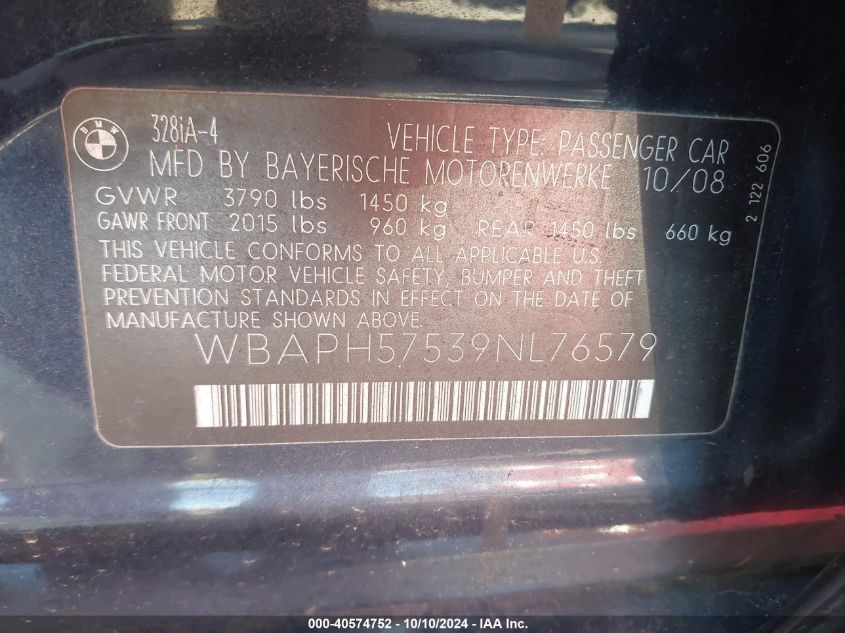 BMW
328iA-4 VEHICLE TYPE: PASSENGER CAR
MFD BY BAYERISCHE MOTORENWERKE 10/08
GVWR 3790 lbs 1450 kg
GAWR FRONT 2015 lbs 960 kg REAR 1450 lbs 660 kg
THIS VEHICLE CONFORMS TO ALL APPLICABLE U.S.
FEDERAL MOTOR VEHICLE SAFETY, BUMPER AND THEFT
PREVENTION STANDARDS IN EFFECT ON THE DATE OF
MANUFACTURE SHOWN ABOVE.
WBAPH57539NL76579
2 122 606
000-40574752 - 10/10/2024 - IAA Inc.